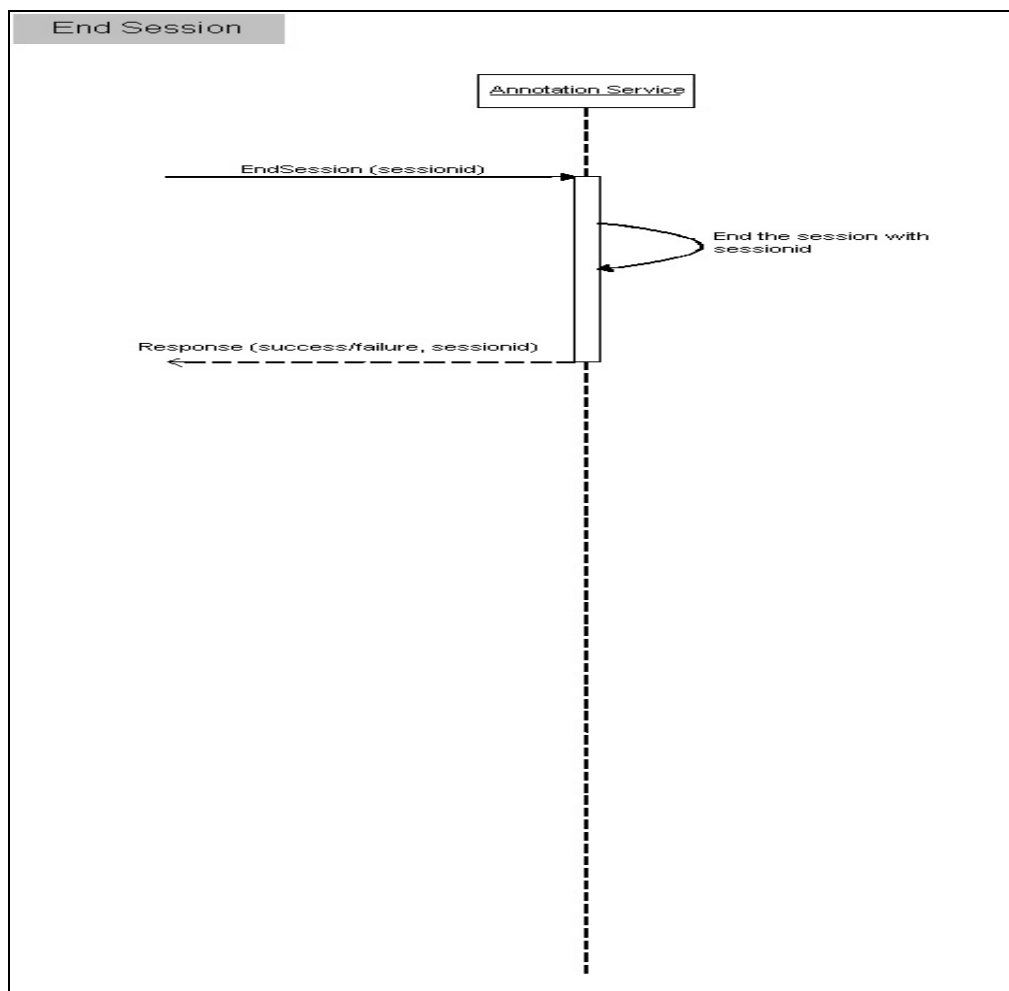 End Session
Annotation Service
EndSession (sessionid)
End the session with
sessionid
Response (success/failure, sessionid)